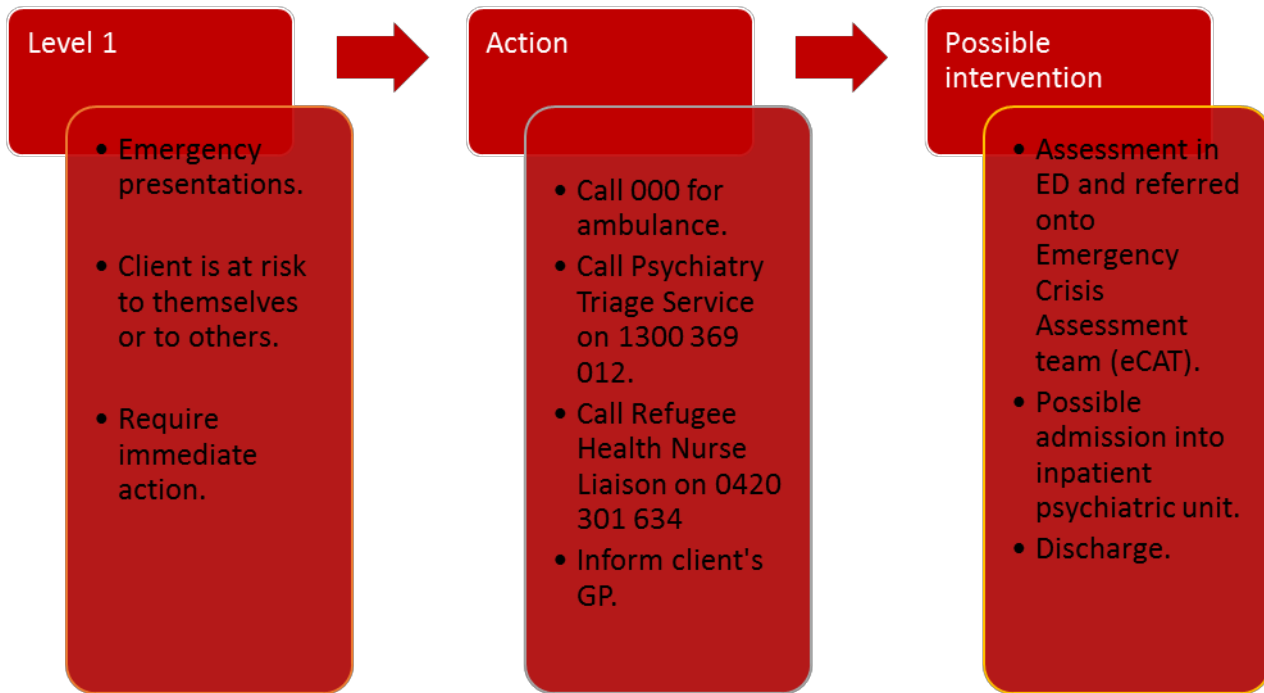 Level 1
• Emergency
presentations.
• Client is at risk
to themselves
or to others.
• Require
immediate
action.
Action
• Call 000 for
ambulance.
• Call Psychiatry
Triage Service
on 1300 369
012.
• Call Refugee
Health Nurse
Liaison on 0420
301 634
• Inform client's
GP.
Possible
intervention
• Assessment in
ED and referred
onto
Emergency
Crisis
Assessment
team (eCAT).
• Possible
admission into
inpatient
psychiatric unit.
• Discharge.